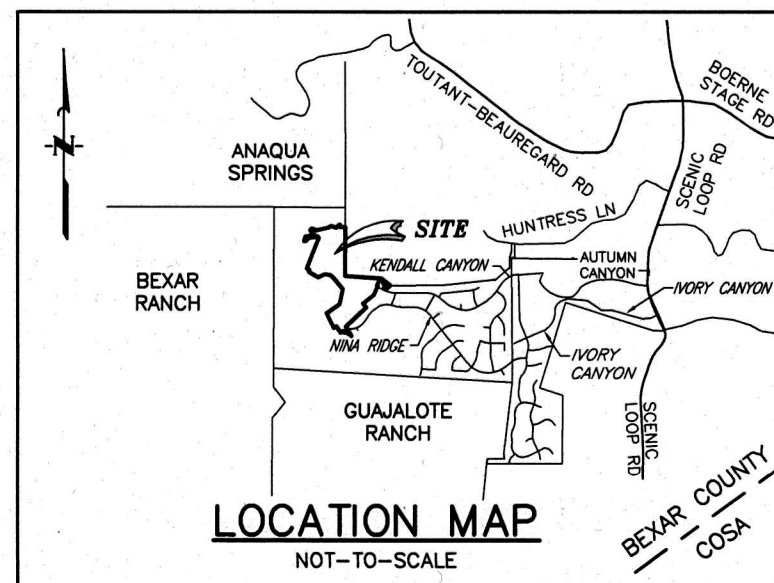 TOUTANT-BEAUREGARD RD
BOERNE
STAGE RD
N
ANAQUA
SPRINGS
SCENIC
LOOP RD
HUNTRESS LN
SITE
KENDALL CANYON
AUTUMN
CANYON
BEXAR
RANCH
IVORY CANYON
NINA RIDGE
IVORY
CANYON
GUAJALOTE
RANCH
SCENIC
LOOP RD
LOCATION MAP
NOT-TO-SCALE
BEXAR COUNTY
COSA